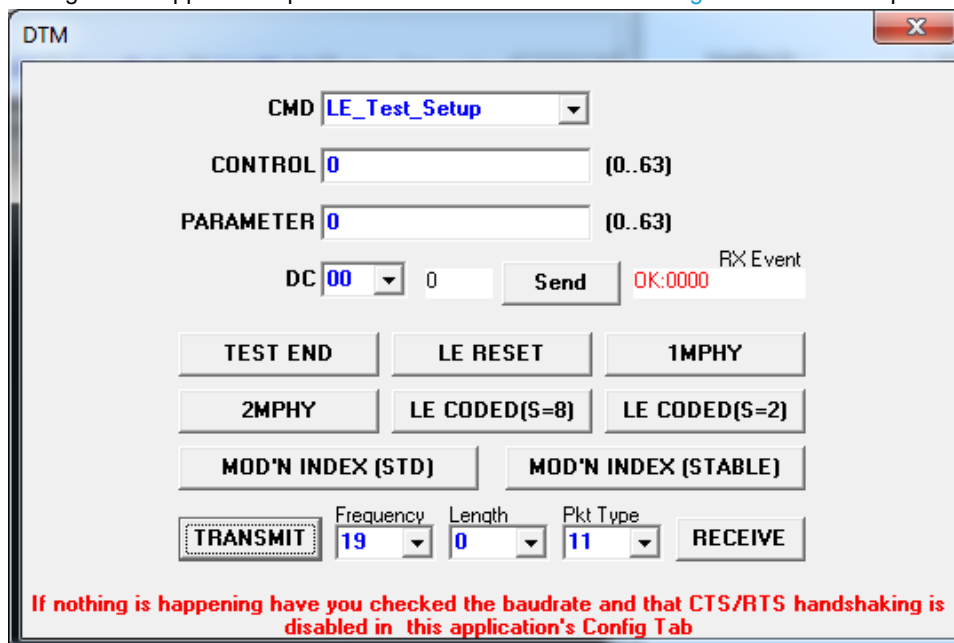 DTM
CMD LE_Test_Setup
CONTROL 0 (0..63)
PARAMETER 0 (0..63)
RX Event
DC 00 0 Send OK:0000
TEST END LE RESET 1MPHY
2MPHY LE CODED(S=8) LE CODED(S=2)
MOD'N INDEX (STD) MOD'N INDEX (STABLE)
Frequency Length Pkt Type
TRANSMIT 19 0 11 RECEIVE
If nothing is happening have you checked the baudrate and that CTS/RTS handshaking is
disabled in this application's Config Tab